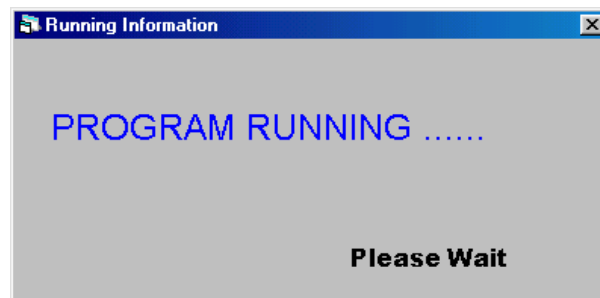 Running Information
PROGRAM RUNNING ......
Please Wait